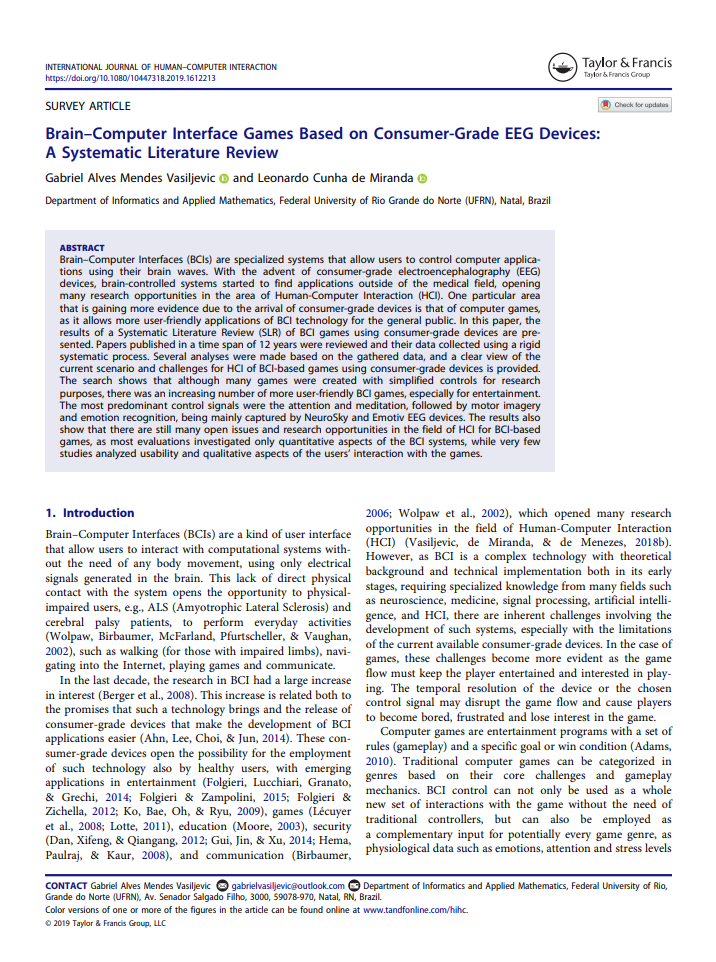 INTERNATIONAL JOURNAL OF HUMAN–COMPUTER INTERACTION
https://doi.org/10.1080/10447318.2019.1612213
Taylor & Francis
Taylor & Francis Group
SURVEY ARTICLE
Check for updates
Brain–Computer Interface Games Based on Consumer-Grade EEG Devices:
A Systematic Literature Review
Gabriel Alves Mendes Vasiljevic iD and Leonardo Cunha de Miranda iD
Department of Informatics and Applied Mathematics, Federal University of Rio Grande do Norte (UFRN), Natal, Brazil
ABSTRACT
Brain–Computer Interfaces (BCIs) are specialized systems that allow users to control computer applica-
tions using their brain waves. With the advent of consumer-grade electroencephalography (EEG)
devices, brain-controlled systems started to find applications outside of the medical field, opening
many research opportunities in the area of Human-Computer Interaction (HCI). One particular area
that is gaining more evidence due to the arrival of consumer-grade devices is that of computer games,
as it allows more user-friendly applications of BCI technology for the general public. In this paper, the
results of a Systematic Literature Review (SLR) of BCI games using consumer-grade devices are pre-
sented. Papers published in a time span of 12 years were reviewed and their data collected using a rigid
systematic process. Several analyses were made based on the gathered data, and a clear view of the
current scenario and challenges for HCI of BCI-based games using consumer-grade devices is provided.
The search shows that although many games were created with simplified controls for research
purposes, there was an increasing number of more user-friendly BCI games, especially for entertainment.
The most predominant control signals were the attention and meditation, followed by motor imagery
and emotion recognition, being mainly captured by NeuroSky and Emotiv EEG devices. The results also
show that there are still many open issues and research opportunities in the field of HCI for BCI-based
games, as most evaluations investigated only quantitative aspects of the BCI systems, while very few
studies analyzed usability and qualitative aspects of the users' interaction with the games.
1. Introduction
Brain–Computer Interfaces (BCIs) are a kind of user interface
that allow users to interact with computational systems with-
out the need of any body movement, using only electrical
signals generated in the brain. This lack of direct physical
contact with the system opens the opportunity to physical-
impaired users, e.g., ALS (Amyotrophic Lateral Sclerosis) and
cerebral palsy patients, to perform everyday activities
(Wolpaw, Birbaumer, McFarland, Pfurtscheller, & Vaughan,
2002), such as walking (for those with impaired limbs), navi-
gating into the Internet, playing games and communicate.
In the last decade, the research in BCI had a large increase
in interest (Berger et al., 2008). This increase is related both to
the promises that such a technology brings and the release of
consumer-grade devices that make the development of BCI
applications easier (Ahn, Lee, Choi, & Jun, 2014). These con-
sumer-grade devices open the possibility for the employment
of such technology also by healthy users, with emerging
applications in entertainment (Folgieri, Lucchiari, Granato,
& Grechi, 2014; Folgieri & Zampolini, 2015; Folgieri &
Zichella, 2012; Ko, Bae, Oh, & Ryu, 2009), games (Lécuyer
et al., 2008; Lotte, 2011), education (Moore, 2003), security
(Dan, Xifeng, & Qiangang, 2012; Gui, Jin, & Xu, 2014; Hema,
Paulraj, & Kaur, 2008), and communication (Birbaumer,
2006; Wolpaw et al., 2002), which opened many research
opportunities in the field of Human-Computer Interaction
(HCI) (Vasiljevic, de Miranda, & de Menezes, 2018b).
However, as BCI is a complex technology with theoretical
background and technical implementation both in its early
stages, requiring specialized knowledge from many fields such
as neuroscience, medicine, signal processing, artificial intelli-
gence, and HCI, there are inherent challenges involving the
development of such systems, especially with the limitations
of the current available consumer-grade devices. In the case of
games, these challenges become more evident as the game
flow must keep the player entertained and interested in play-
ing. The temporal resolution of the device or the chosen
control signal may disrupt the game flow and cause players
to become bored, frustrated and lose interest in the game.
Computer games are entertainment programs with a set of
rules (gameplay) and a specific goal or win condition (Adams,
2010). Traditional computer games can be categorized in
genres based on their core challenges and gameplay
mechanics. BCI control can not only be used as a whole
new set of interactions with the game without the need of
traditional controllers, but can also be employed as
a complementary input for potentially every game genre, as
physiological data such as emotions, attention and stress levels
CONTACT Gabriel Alves Mendes Vasiljevic gabrielvasiljevic@outlook.com Department of Informatics and Applied Mathematics, Federal University of Rio,
Grande do Norte (UFRN), Av. Senador Salgado Filho, 3000, 59078-970, Natal, RN, Brazil.
Color versions of one or more of the figures in the article can be found online at www.tandfonline.com/hihc.
© 2019 Taylor & Francis Group, LLC